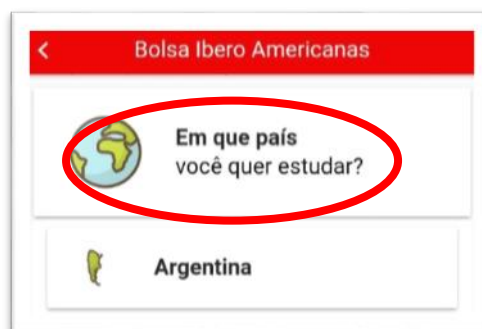 Bolsa Ibero Americanas
Em que país
você quer estudar?
Argentina